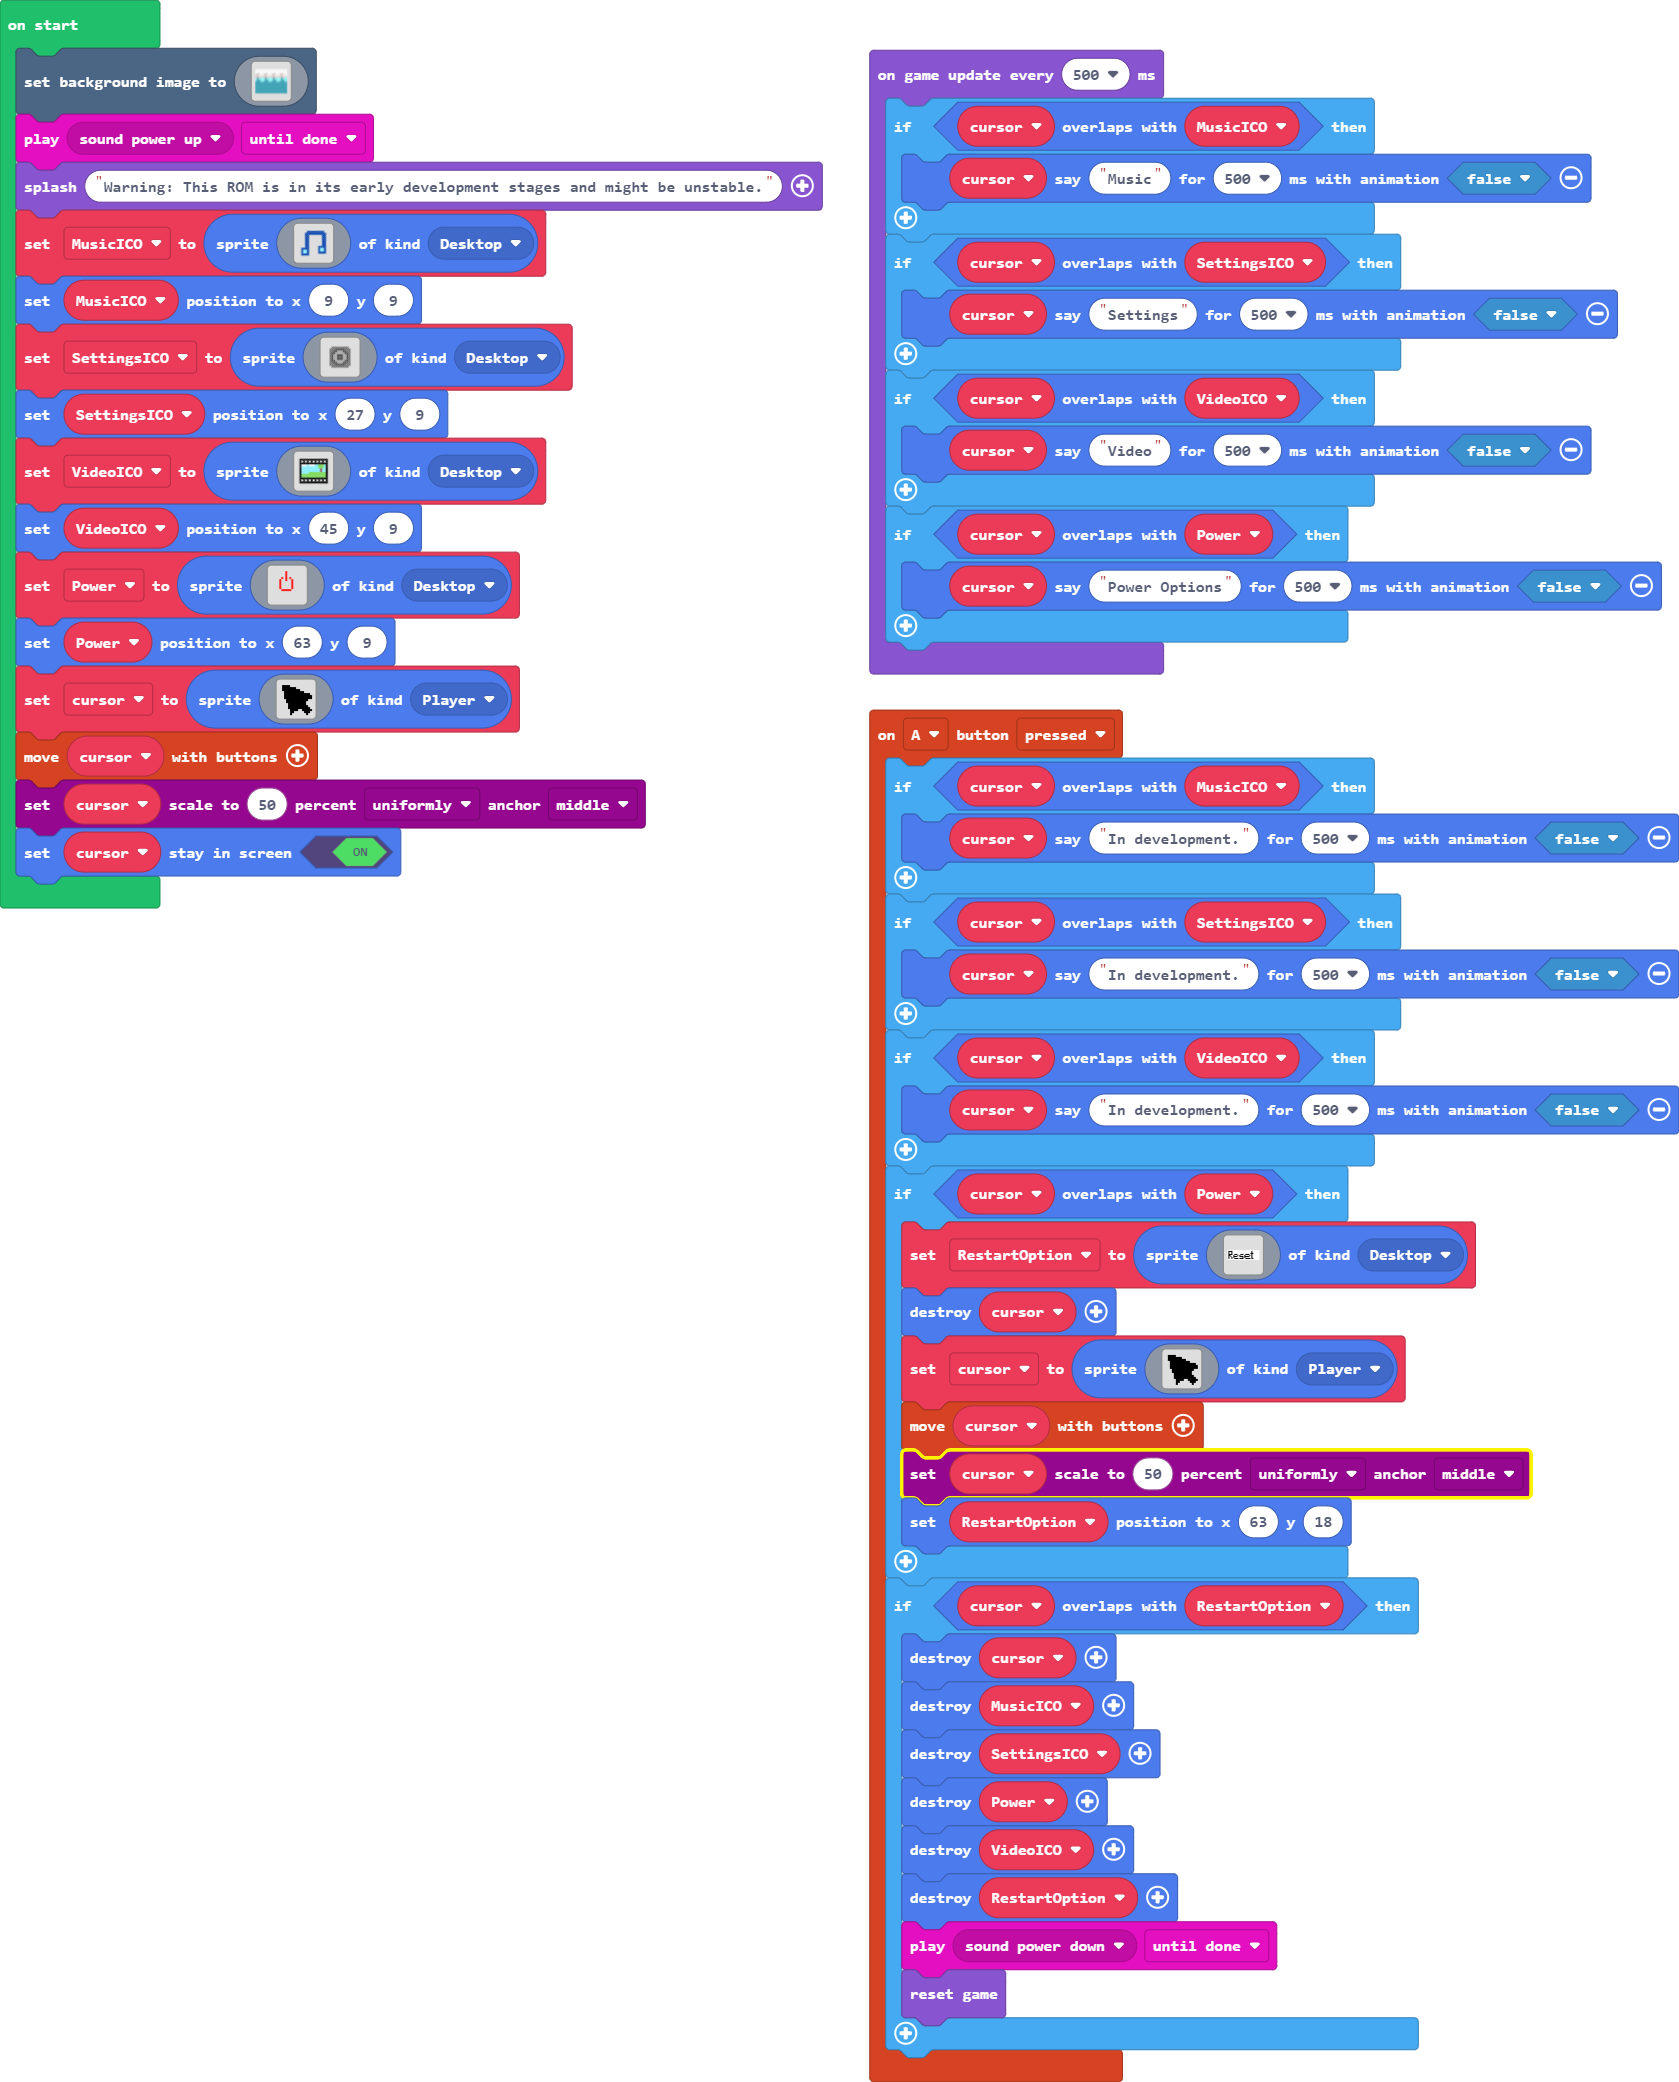 on start
set background image to
play sound power up until done
splash "Warning: This ROM is in its early development stages and might be unstable."
set MusicICO to sprite of kind Desktop
set MusicICO position to x 9 y 9
set SettingsICO to sprite of kind Desktop
set SettingsICO position to x 27 y 9
set VideoICO to sprite of kind Desktop
set VideoICO position to x 45 y 9
set Power to sprite of kind Desktop
set Power position to x 63 y 9
set cursor to sprite of kind Player
move cursor with buttons
set cursor scale to 50 percent uniformly anchor middle
set cursor stay in screen ON
on game update every 500 ms
if cursor overlaps with MusicICO then
cursor say "Music" for 500 ms with animation false
if cursor overlaps with SettingsICO then
cursor say "Settings" for 500 ms with animation false
if cursor overlaps with VideoICO then
cursor say "Video" for 500 ms with animation false
if cursor overlaps with Power then
cursor say "Power Options" for 500 ms with animation false
on A button pressed
if cursor overlaps with MusicICO then
cursor say "In development." for 500 ms with animation false
if cursor overlaps with SettingsICO then
cursor say "In development." for 500 ms with animation false
if cursor overlaps with VideoICO then
cursor say "In development." for 500 ms with animation false
if cursor overlaps with Power then
set RestartOption to sprite Reset of kind Desktop
destroy cursor
set cursor to sprite of kind Player
move cursor with buttons
set cursor scale to 50 percent uniformly anchor middle
set RestartOption position to x 63 y 18
if cursor overlaps with RestartOption then
destroy cursor
destroy MusicICO
destroy SettingsICO
destroy Power
destroy VideoICO
destroy RestartOption
play sound power down until done
reset game